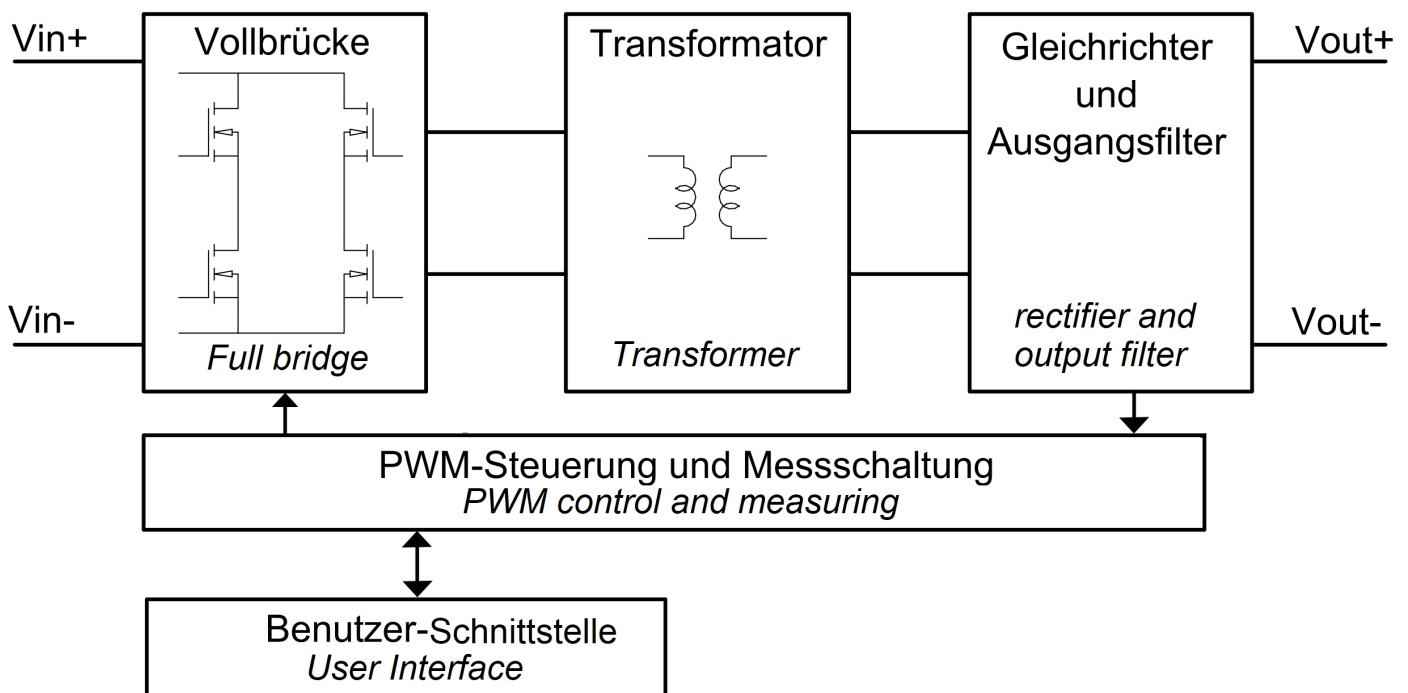 Vin+
Vin-
Vollbrücke
Full bridge
Transformator
Transformer
Gleichrichter
und
Ausgangsfilter
rectifier and
output filter
Vout+
Vout-
PWM-Steuerung und Messschaltung
PWM control and measuring
Benutzer-Schnittstelle
User Interface